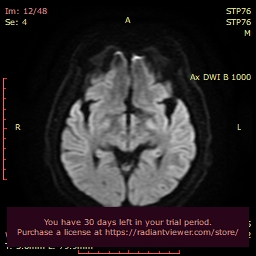 Im: 12/48
STP76
Se: 4
STP76
M
A
Ax DWI B 1000
R
L
You have 30 days left in your trial period.
Purchase a license at https://radiantviewer.com/store/